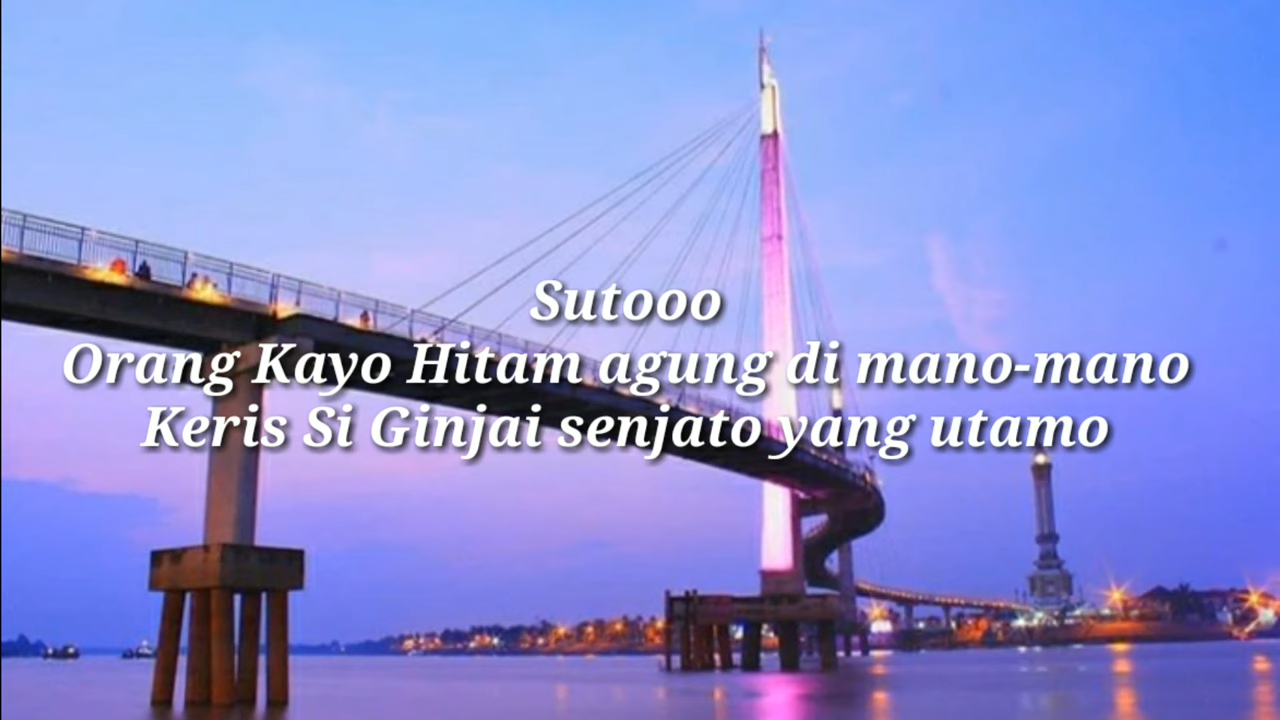 Sutooo
Orang Kayo Hitam agung di mano-mano
Keris Si Ginjai senjato yang utamo